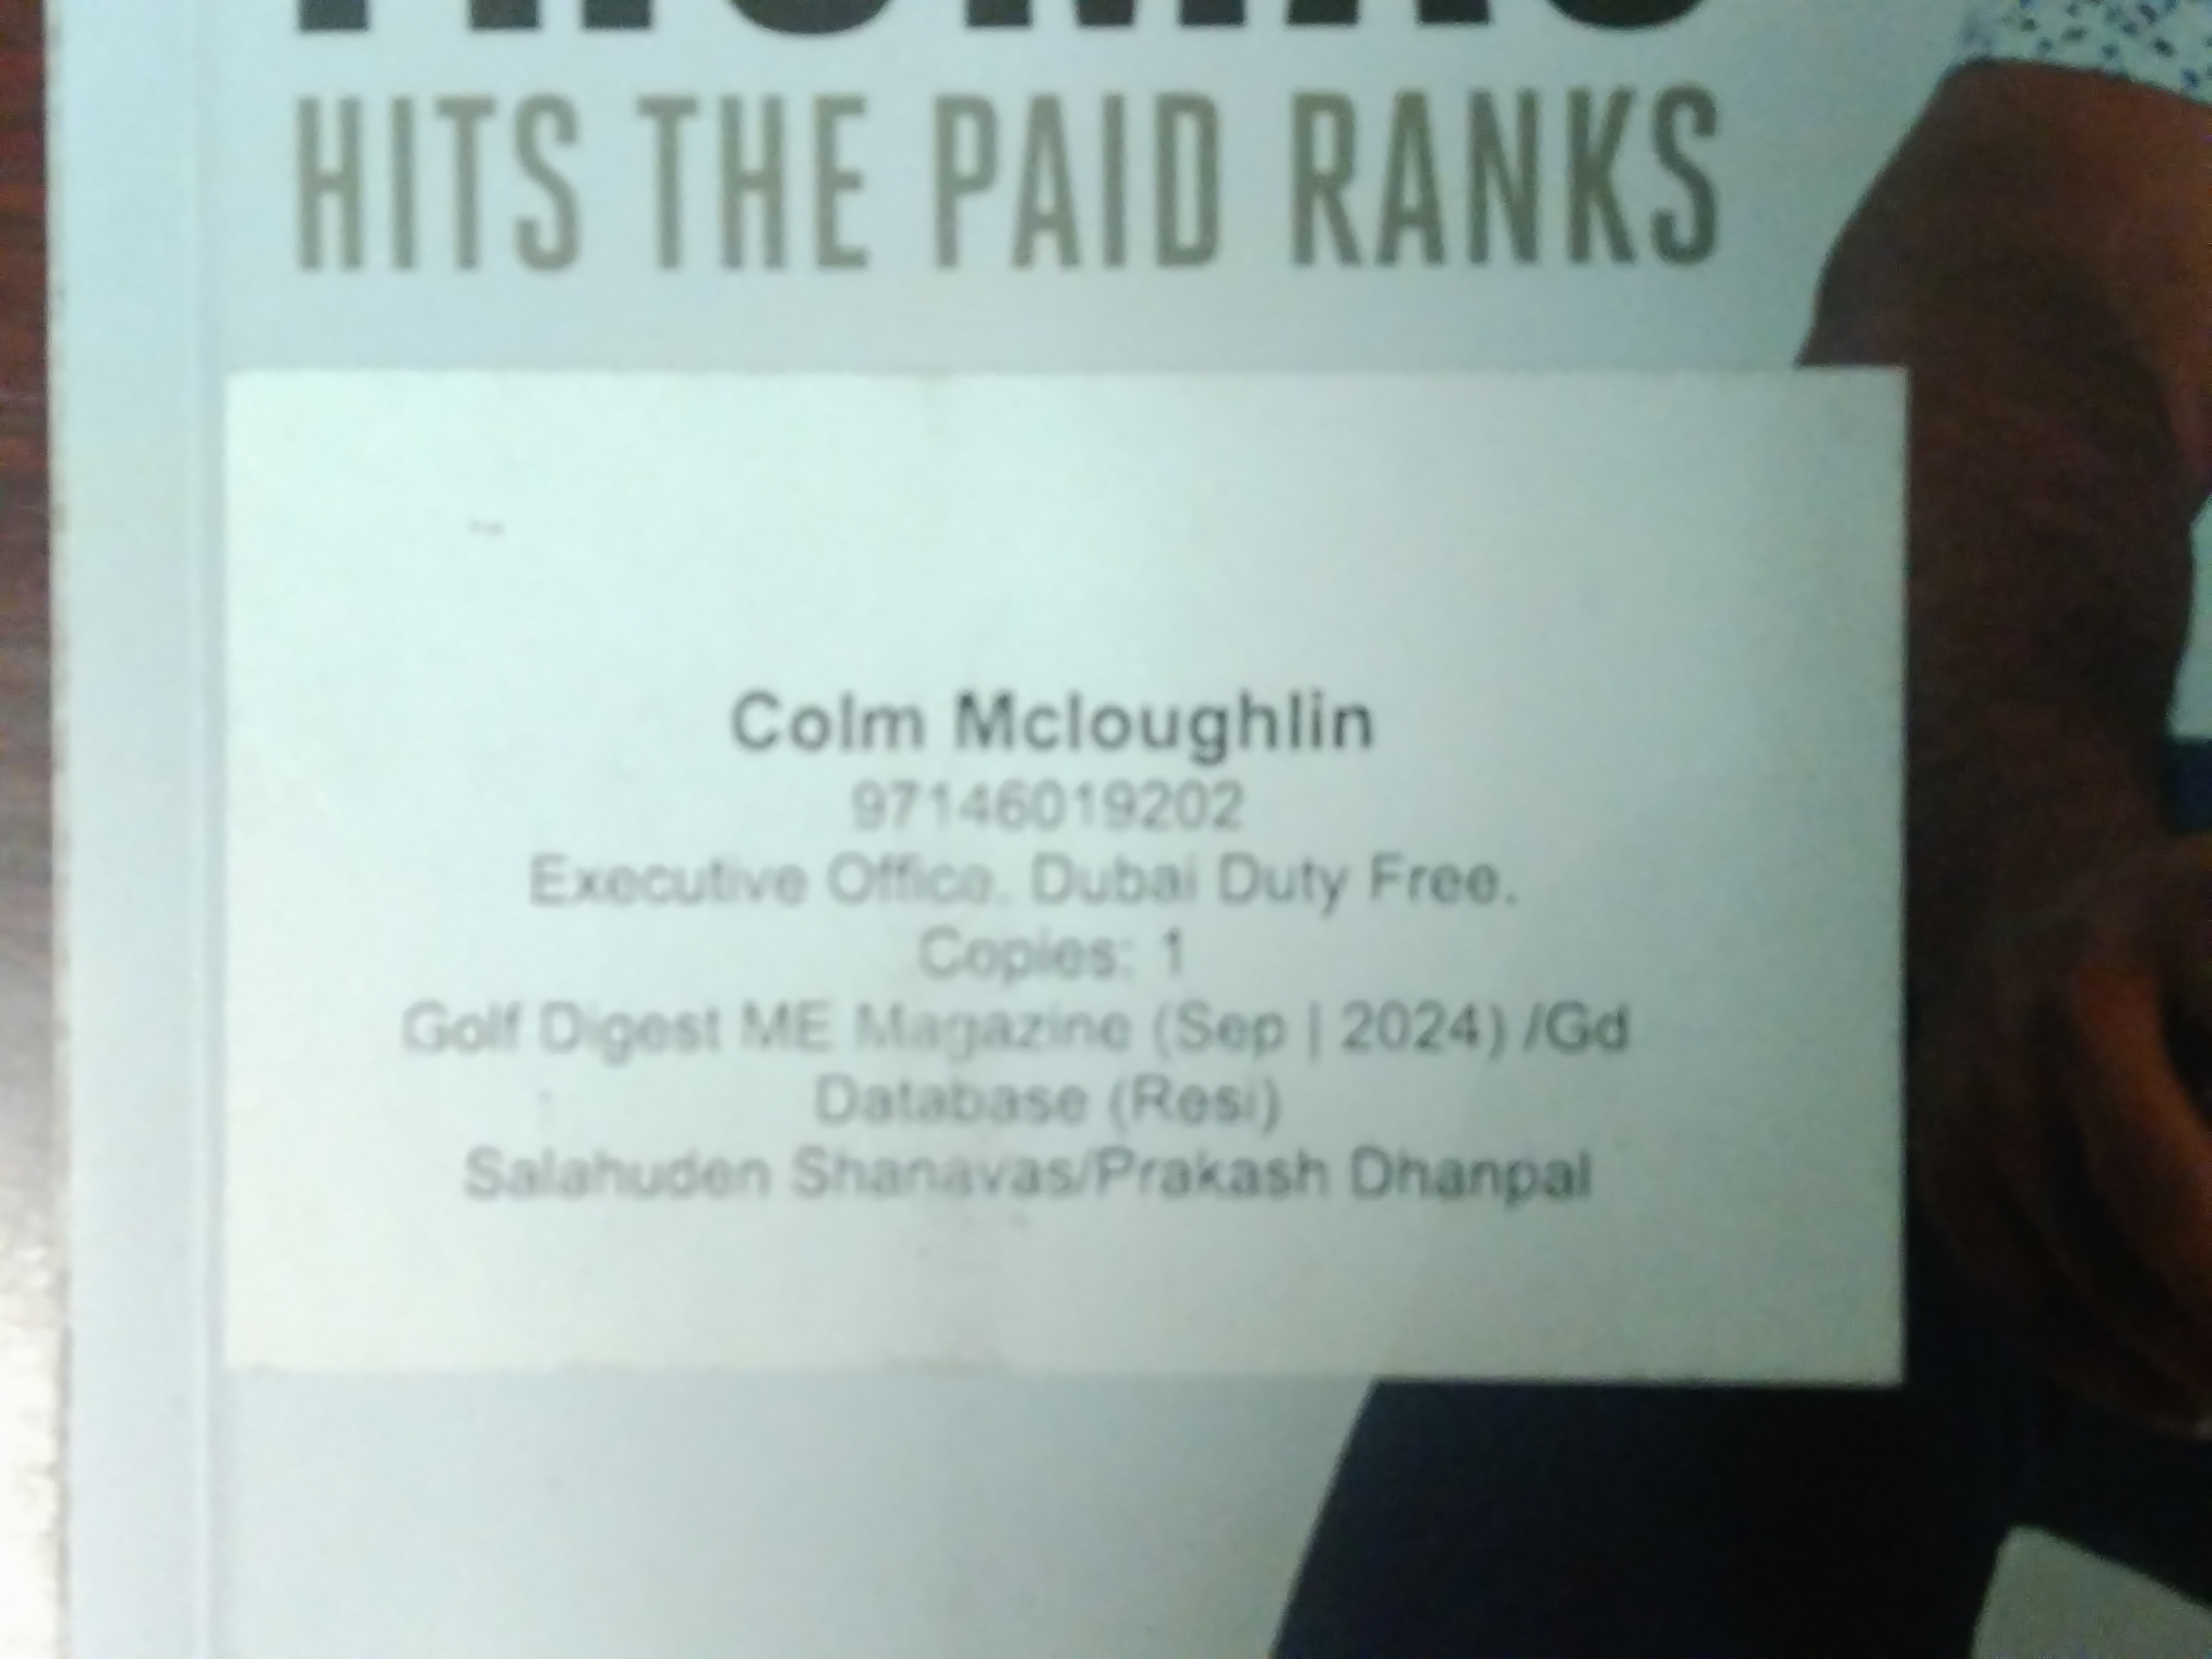 HITS THE PAID RANKS
Colm Mcloughlin
97146019202
Executive Office. Dubai Duty Free.
Copies: 1
Golf Digest ME Magazine (Sep | 2024) /Gd
Database (Resi)
Salahuden Shanavas/Prakash Dhanpal